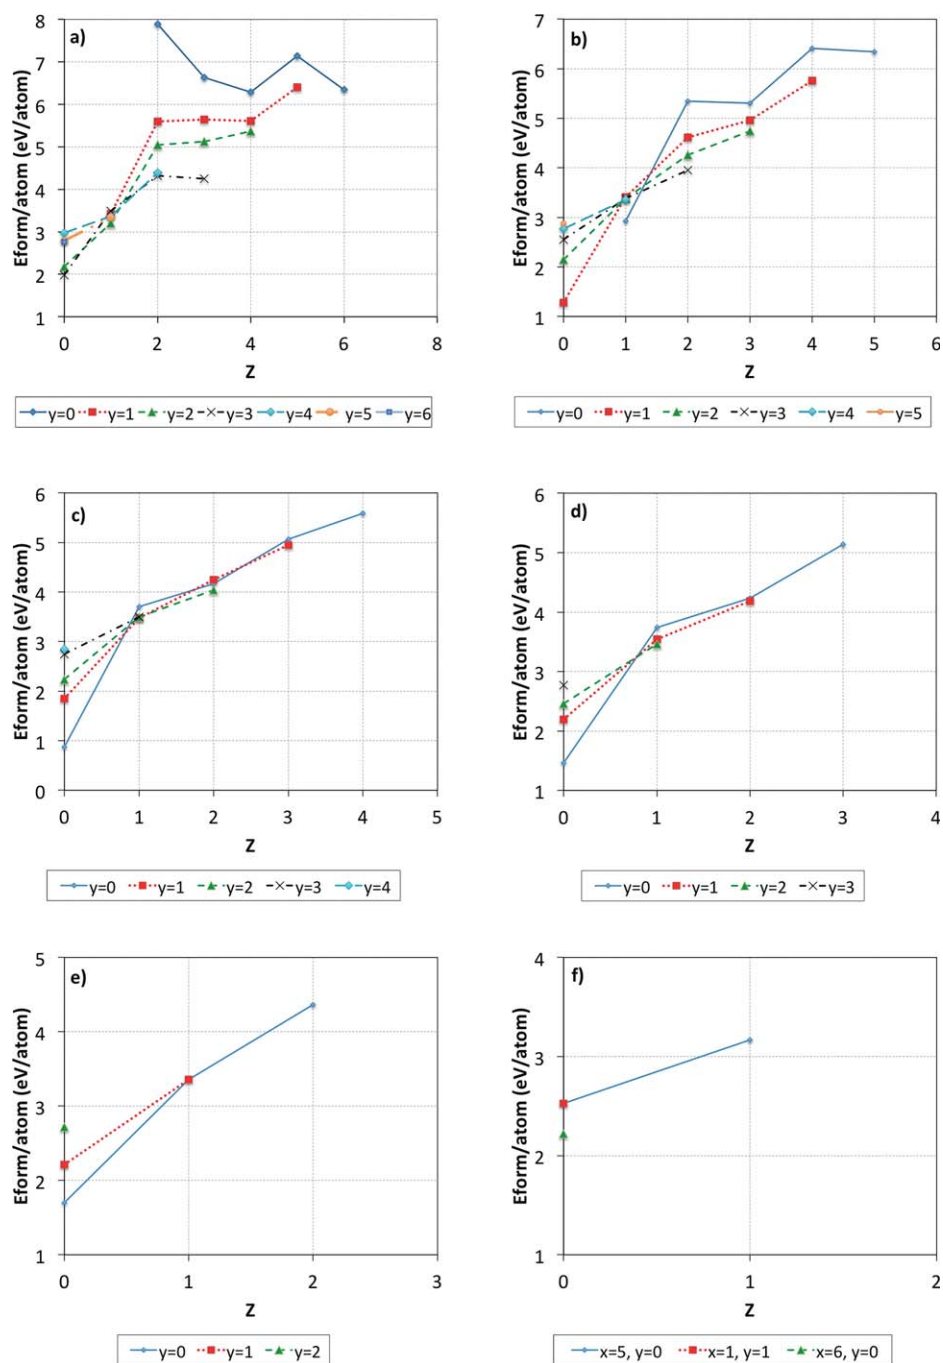 a)
Eform/atom (eV/atom)
8
7
6
5
4
3
2
1
0 2 4 6 8
Z
y=0 y=1 y=2 y=3 y=4 y=5 y=6
b)
Eform/atom (eV/atom)
7
6
5
4
3
2
1
0 1 2 3 4 5 6
Z
y=0 y=1 y=2 y=3 y=4 y=5
c)
Eform/atom (eV/atom)
6
5
4
3
2
1
0
0 1 2 3 4 5
Z
y=0 y=1 y=2 y=3 y=4
d)
Eform/atom (eV/atom)
6
5
4
3
2
1
0 1 2 3 4
Z
y=0 y=1 y=2 y=3
e)
Eform/atom (eV/atom)
5
4
3
2
1
0 1 2 3
Z
y=0 y=1 y=2
f)
Eform/atom (eV/atom)
4
3
2
1
0 1 2
Z
x=5, y=0 x=1, y=1 x=6, y=0